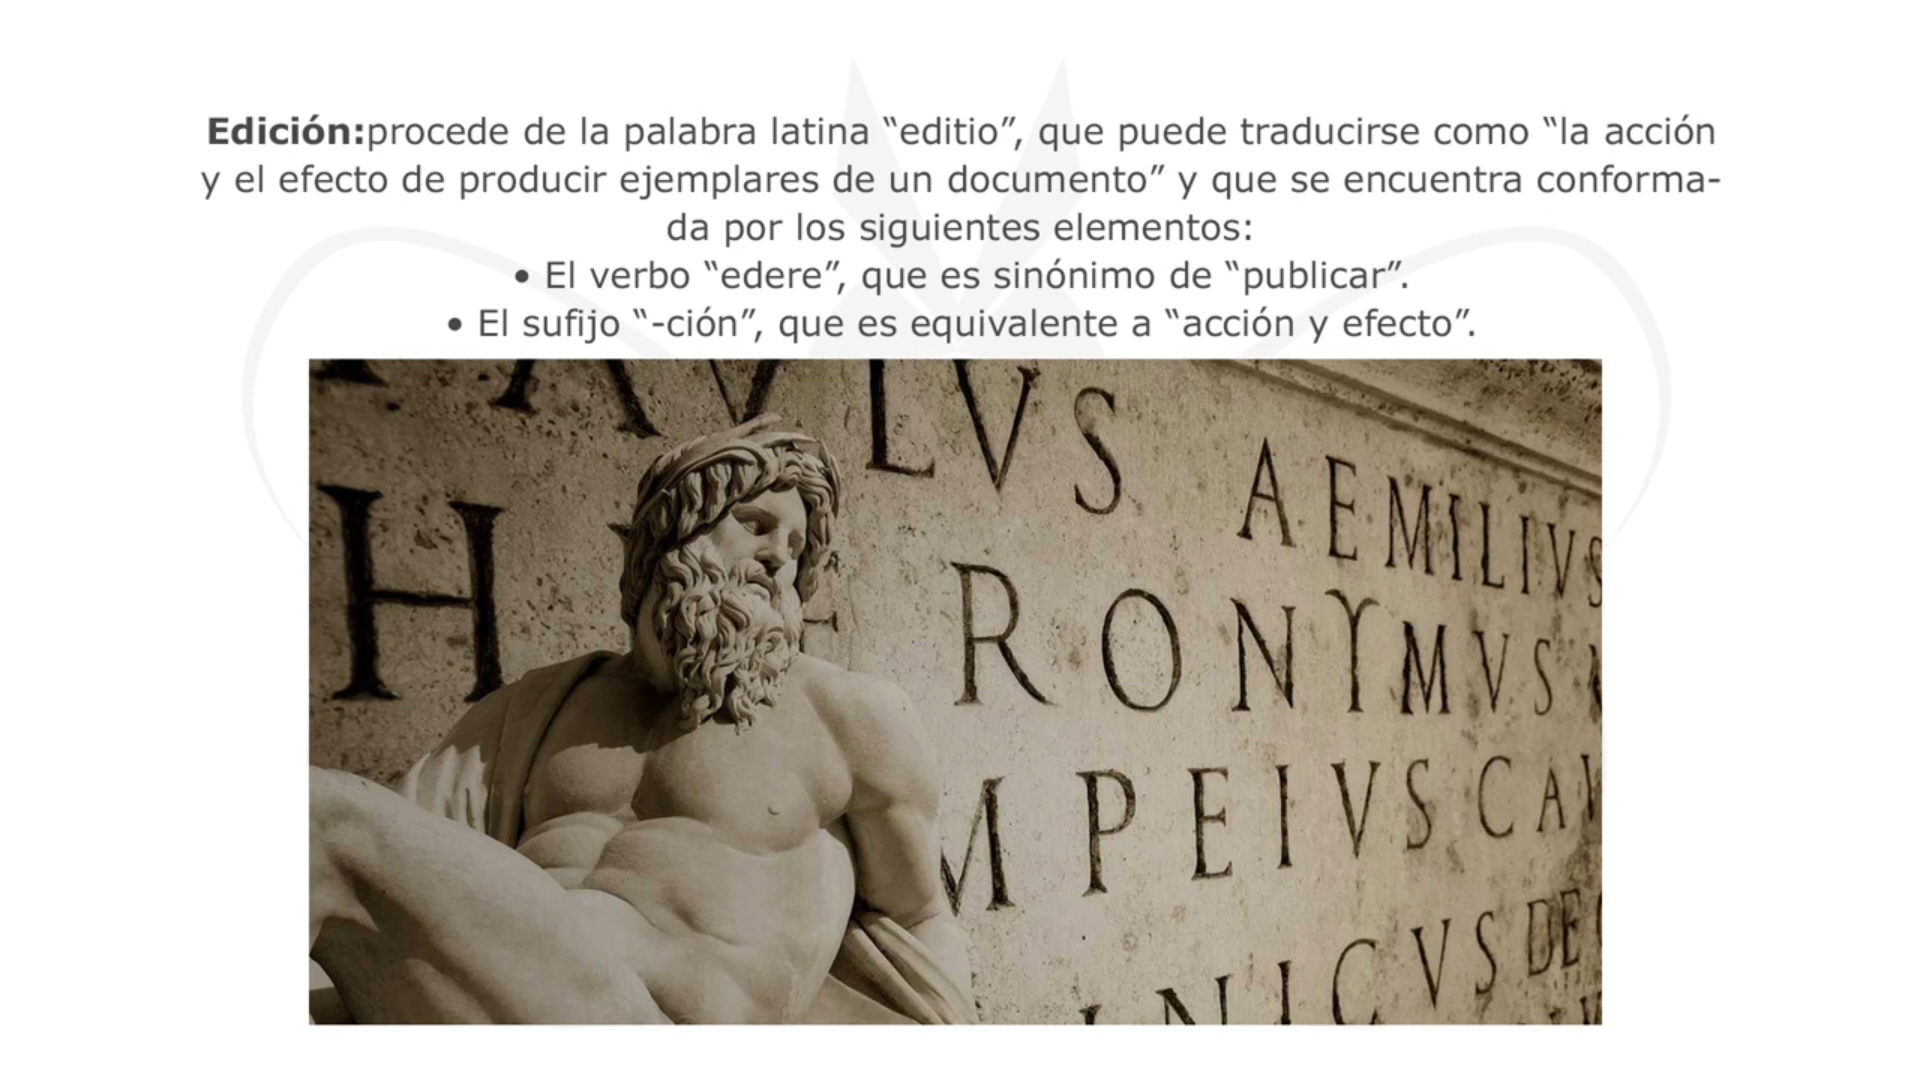 Edición:procede de la palabra latina “editio”, que puede traducirse como “la acción
y el efecto de producir ejemplares de un documento” y que se encuentra conforma-
da por los siguientes elementos:
• El verbo “edere”, que es sinónimo de “publicar”.
• El sufijo “-ción”, que es equivalente a “acción y efecto”.
LVS AEMILIVS
RONYMVS
MPEIVS CAV
NICVS DE